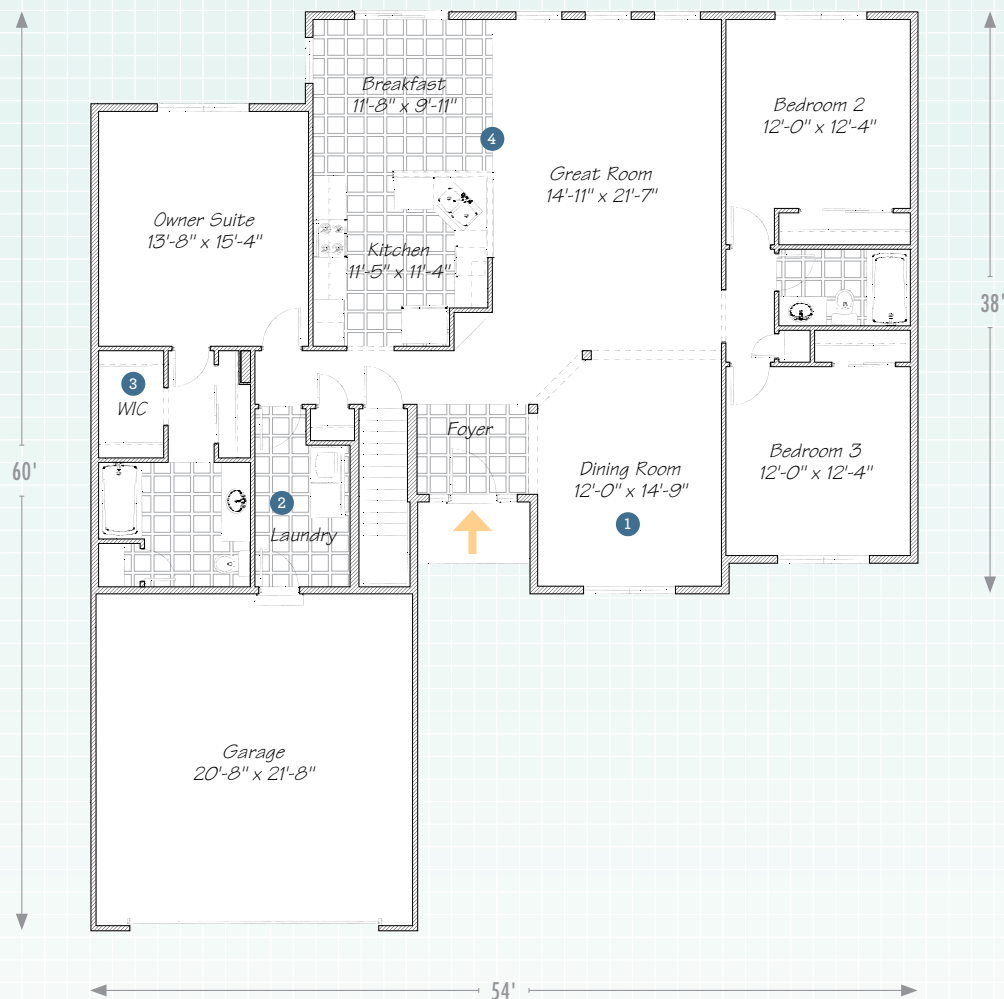 Breakfast
11'-8" x 9'-11"
Bedroom 2
12'-0" x 12'-4"
4
Great Room
14'-11" x 21'-7"
Owner Suite
13'-8" x 15'-4"
Kitchen
11'-5" x 11'-4"
38'
3
WIC
Foyer
Bedroom 3
12'-0" x 12'-4"
60'
Dining Room
12'-0" x 14'-9"
1
2
Laundry
Garage
20'-8" x 21'-8"
54'